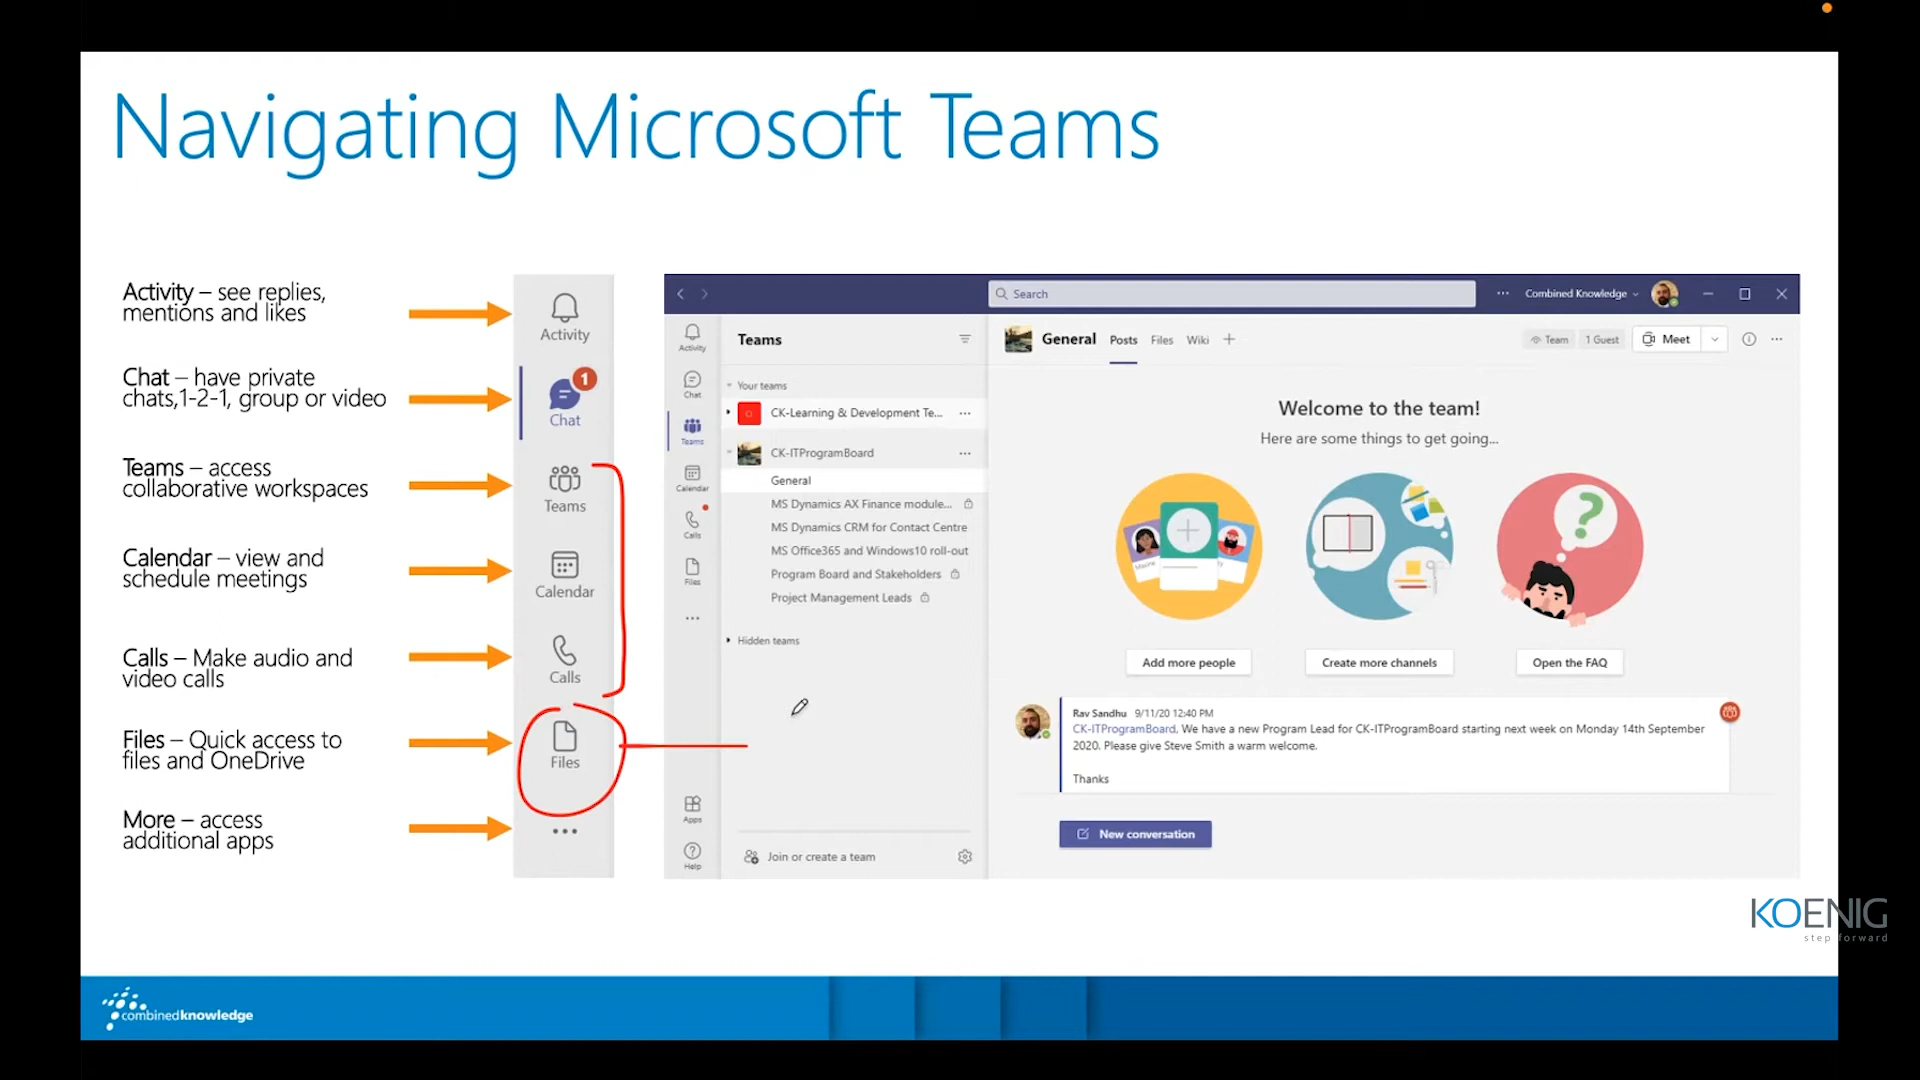 Navigating Microsoft Teams
Activity – see replies,
mentions and likes
Chat – have private
chats,1-2-1, group or video
Teams – access
collaborative workspaces
Calendar – view and
schedule meetings
Calls – Make audio and
video calls
Files – Quick access to
files and OneDrive
More – access
additional apps
Activity
1
Chat
Teams
Calendar
Calls
Files
Search
Combined Knowledge
Activity
Chat
Teams
Calendar
Calls
Files
Apps
Help
Teams
Your teams
CK-Learning & Development Te...
CK-ITProgramBoard
General
MS Dynamics AX Finance module...
MS Dynamics CRM for Contact Centre
MS Office365 and Windows10 roll-out
Program Board and Stakeholders
Project Management Leads
Hidden teams
Join or create a team
General Posts Files Wiki
Team 1 Guest Meet
Welcome to the team!
Here are some things to get going...
Maxine
Add more people
Create more channels
Open the FAQ
Rav Sandhu 9/11/20 12:40 PM
CK-ITProgramBoard, We have a new Program Lead for CK-ITProgramBoard starting next week on Monday 14th September
2020. Please give Steve Smith a warm welcome.
Thanks
New conversation
KOENIG
step forward
combinedknowledge